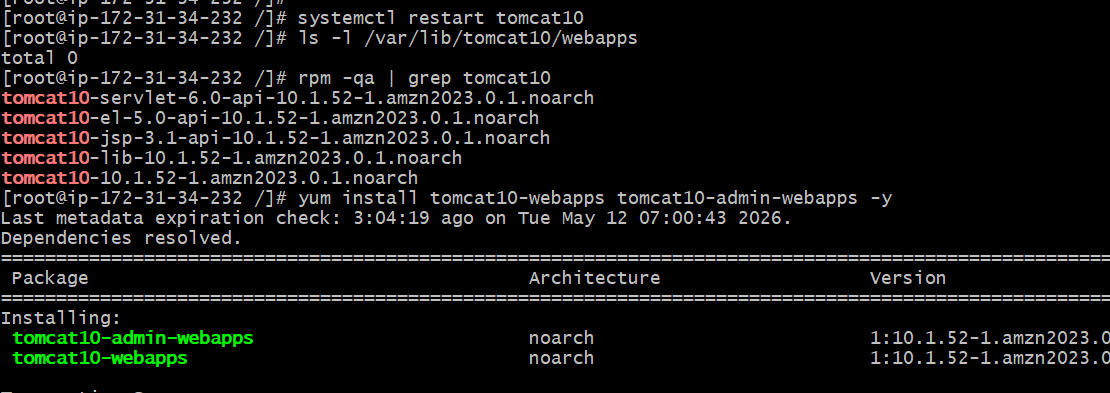 [root@ip-172-31-34-232 /]#
[root@ip-172-31-34-232 /]# systemctl restart tomcat10
[root@ip-172-31-34-232 /]# ls -l /var/lib/tomcat10/webapps
total 0
[root@ip-172-31-34-232 /]# rpm -qa | grep tomcat10
tomcat10-servlet-6.0-api-10.1.52-1.amzn2023.0.1.noarch
tomcat10-el-5.0-api-10.1.52-1.amzn2023.0.1.noarch
tomcat10-jsp-3.1-api-10.1.52-1.amzn2023.0.1.noarch
tomcat10-lib-10.1.52-1.amzn2023.0.1.noarch
tomcat10-10.1.52-1.amzn2023.0.1.noarch
[root@ip-172-31-34-232 /]# yum install tomcat10-webapps tomcat10-admin-webapps -y
Last metadata expiration check: 3:04:19 ago on Tue May 12 07:00:43 2026.
Dependencies resolved.
Package Architecture Version
Installing:
tomcat10-admin-webapps noarch 1:10.1.52-1.amzn2023.0
tomcat10-webapps noarch 1:10.1.52-1.amzn2023.0